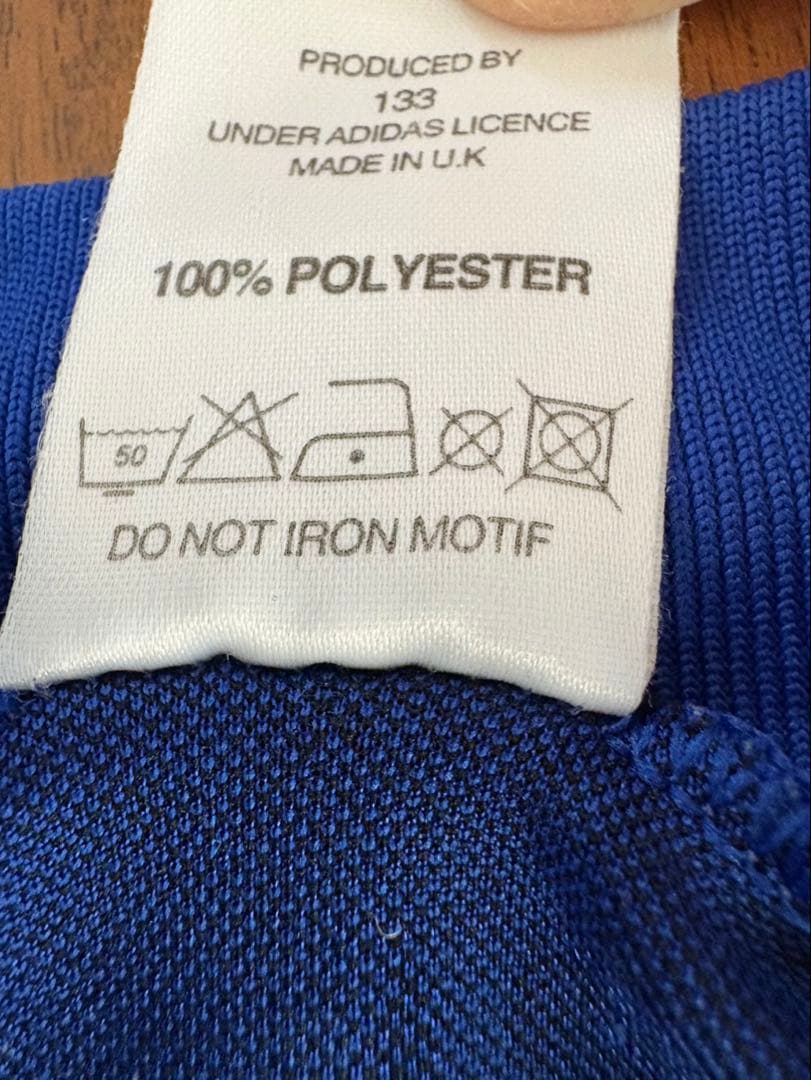 PRODUCED BY
133
UNDER ADIDAS LICENCE
MADE IN U.K
100% POLYESTER
50
DO NOT IRON MOTIF